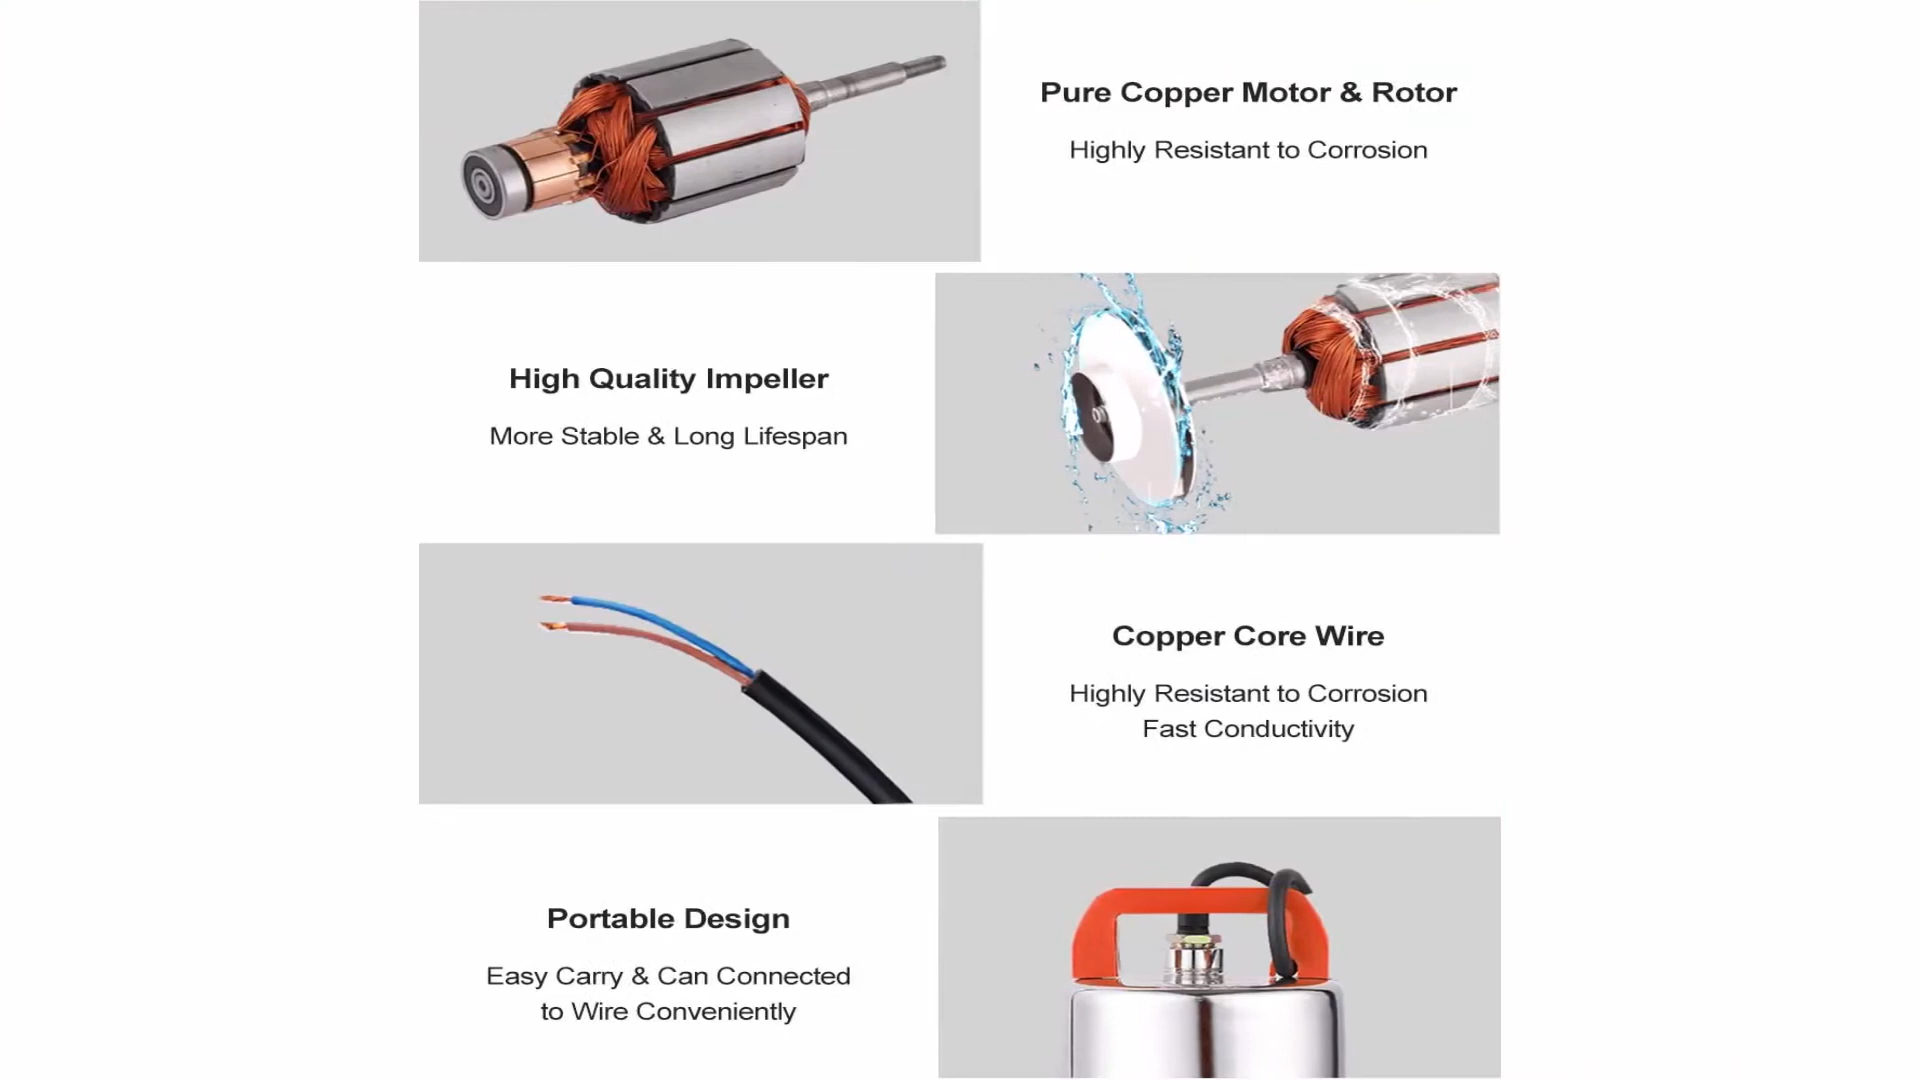 Pure Copper Motor & Rotor
Highly Resistant to Corrosion
High Quality Impeller
More Stable & Long Lifespan
Copper Core Wire
Highly Resistant to Corrosion
Fast Conductivity
Portable Design
Easy Carry & Can Connected
to Wire Conveniently